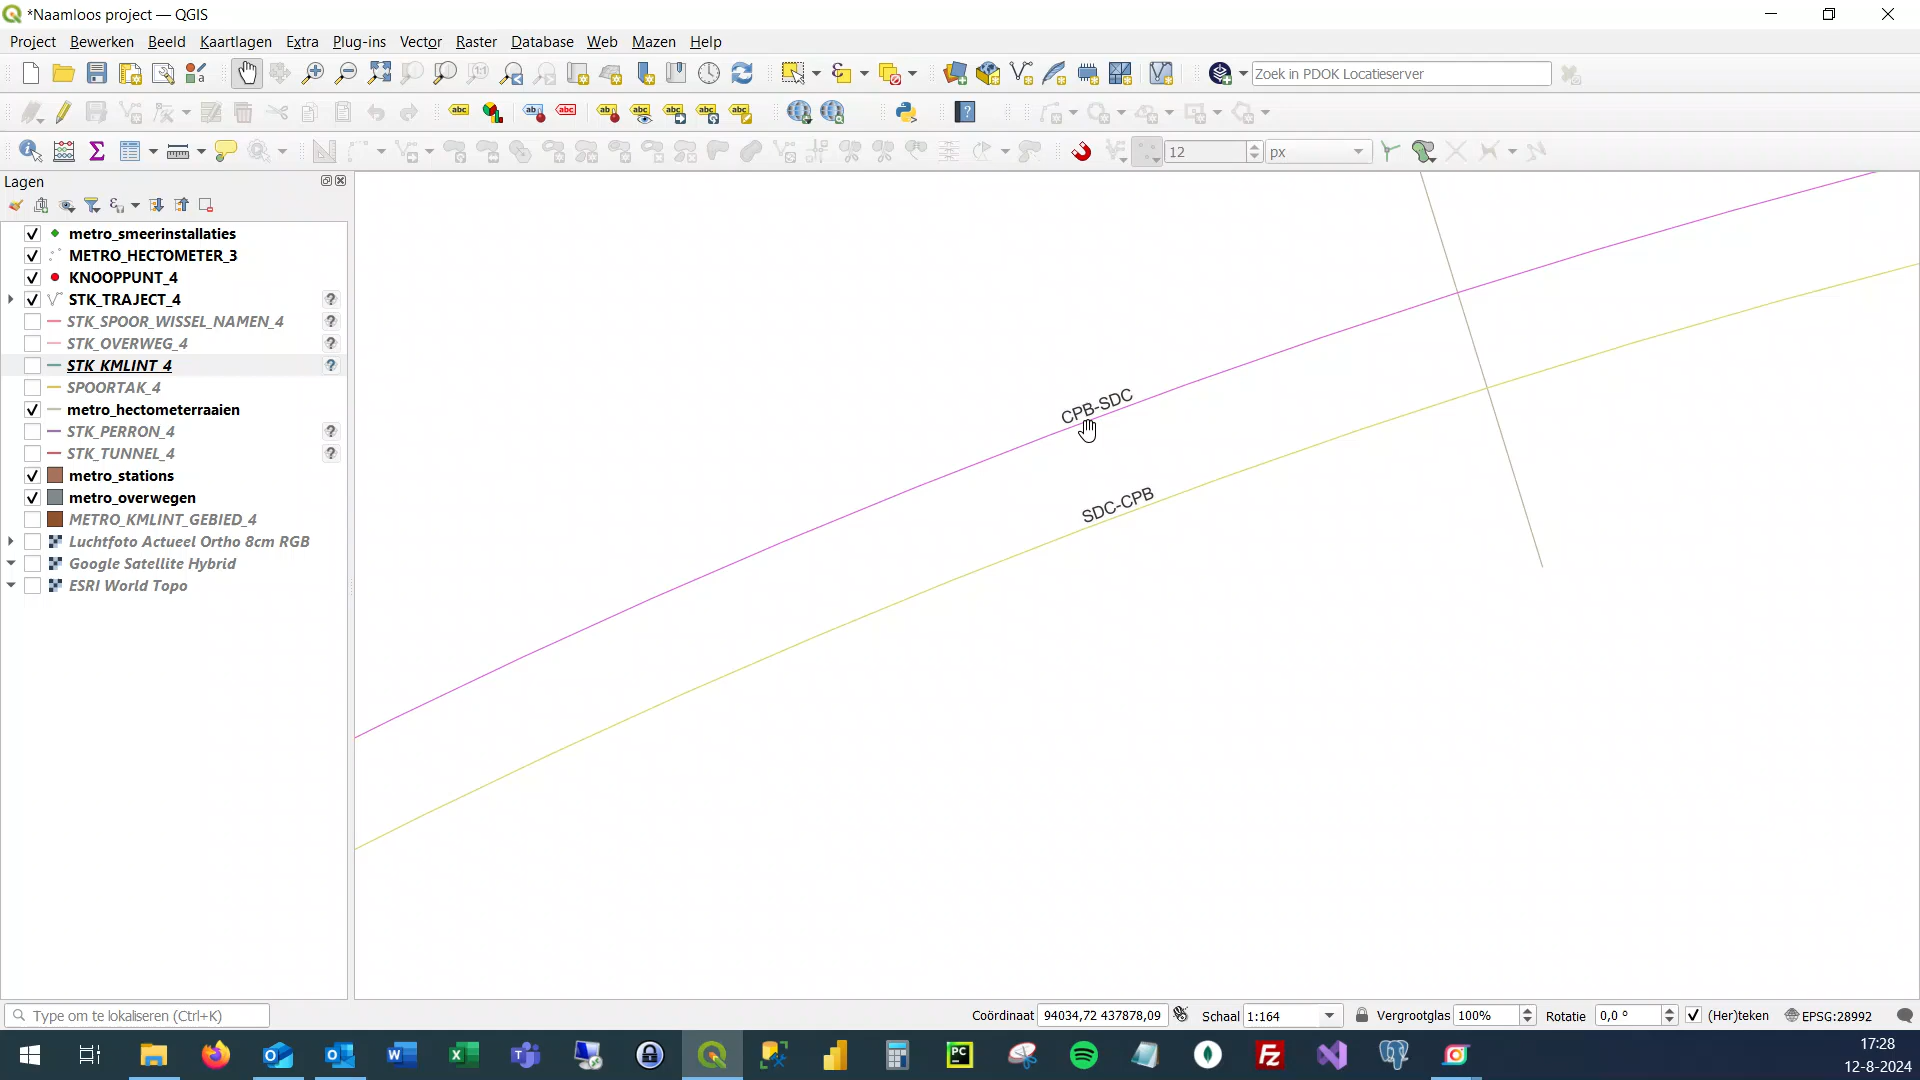 *Naamloos project — QGIS
Project Bewerken Beeld Kaartlagen Extra Plug-ins Vector Raster Database Web Mazen Help
Zoek in PDOK Locatieserver
12 px
Lagen
metro_smeerinstallaties
METRO_HECTOMETER_3
KNOOPPUNT_4
STK_TRAJECT_4
STK_SPOOR_WISSEL_NAMEN_4
STK_OVERWEG_4
STK_KMLINT_4
SPOORTAK_4
metro_hectometerraaien
STK_PERRON_4
STK_TUNNEL_4
metro_stations
metro_overwegen
METRO_KMLINT_GEBIED_4
Luchtfoto Actueel Ortho 8cm RGB
Google Satellite Hybrid
ESRI World Topo
CPB-SDC
SDC-CPB
Type om te lokaliseren (Ctrl+K)
Coördinaat 94034,72 437878,09 Schaal 1:164 Vergrootglas 100% Rotatie 0,0 ° (Her)teken EPSG:28992
17:28
12-8-2024